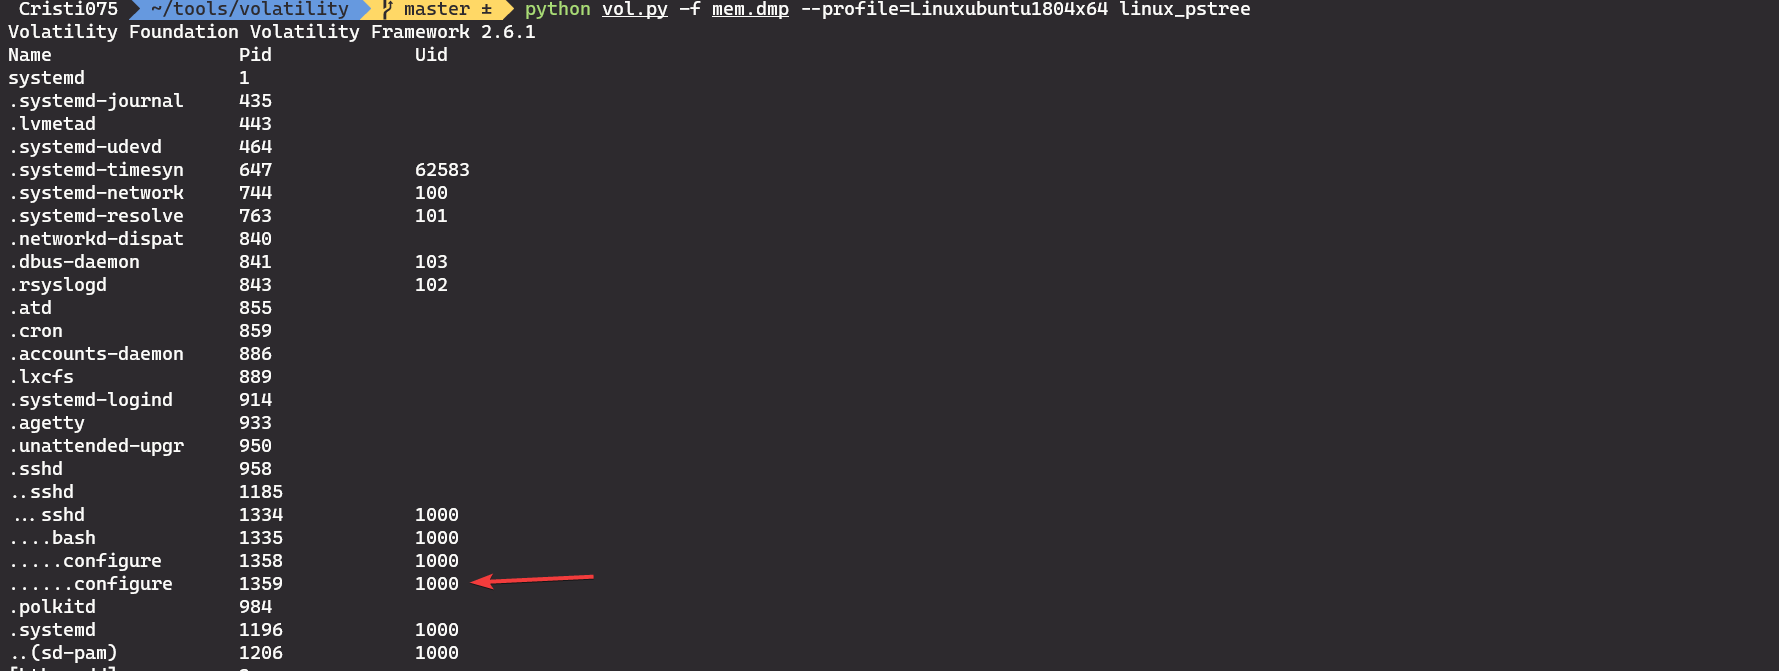 Cristi075 ~/tools/volatility master ± python vol.py -f mem.dmp --profile=Linuxubuntu1804x64 linux_pstree
Volatility Foundation Volatility Framework 2.6.1
Name Pid Uid
systemd 1
.systemd-journal 435
.lvmetad 443
.systemd-udevd 464
.systemd-timesyn 647 62583
.systemd-network 744 100
.systemd-resolve 763 101
.networkd-dispat 840
.dbus-daemon 841 103
.rsyslogd 843 102
.atd 855
.cron 859
.accounts-daemon 886
.lxcfs 889
.systemd-logind 914
.agetty 933
.unattended-upgr 950
.sshd 958
..sshd 1185
...sshd 1334 1000
....bash 1335 1000
.....configure 1358 1000
......configure 1359 1000
.polkitd 984
.systemd 1196 1000
..(sd-pam) 1206 1000